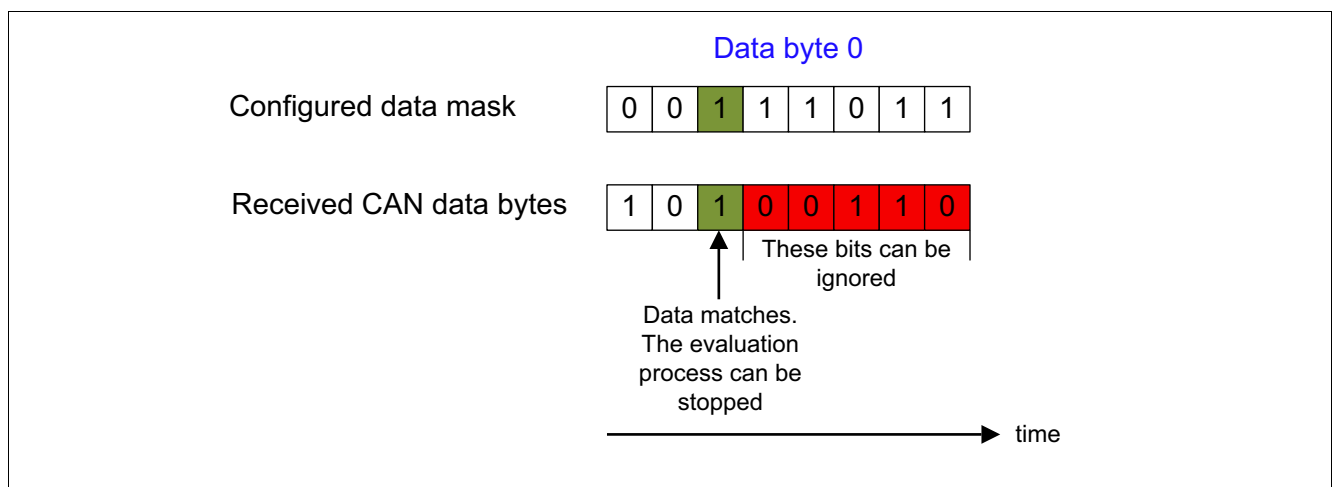 Data byte 0
Configured data mask 0 0 1 1 1 0 1 1
Received CAN data bytes 1 0 1 0 0 1 1 0
These bits can be
ignored
Data matches.
The evaluation
process can be
stopped
time